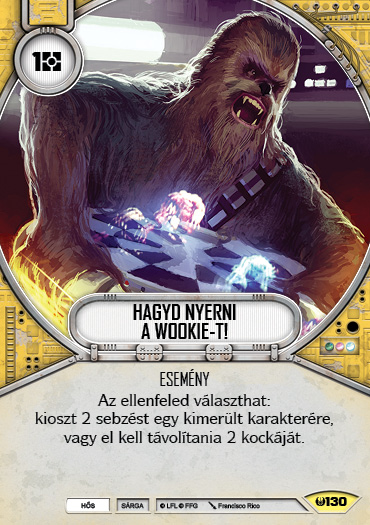 1
HAGYD NYERNI
A WOOKIE-T!
ESEMÉNY
Az ellenfeled választhat:
kioszt 2 sebzést egy kimerült karakterére,
vagy el kell távolítania 2 kockáját.
HŐS SÁRGA © LFL © FFG Francisco Rico 130